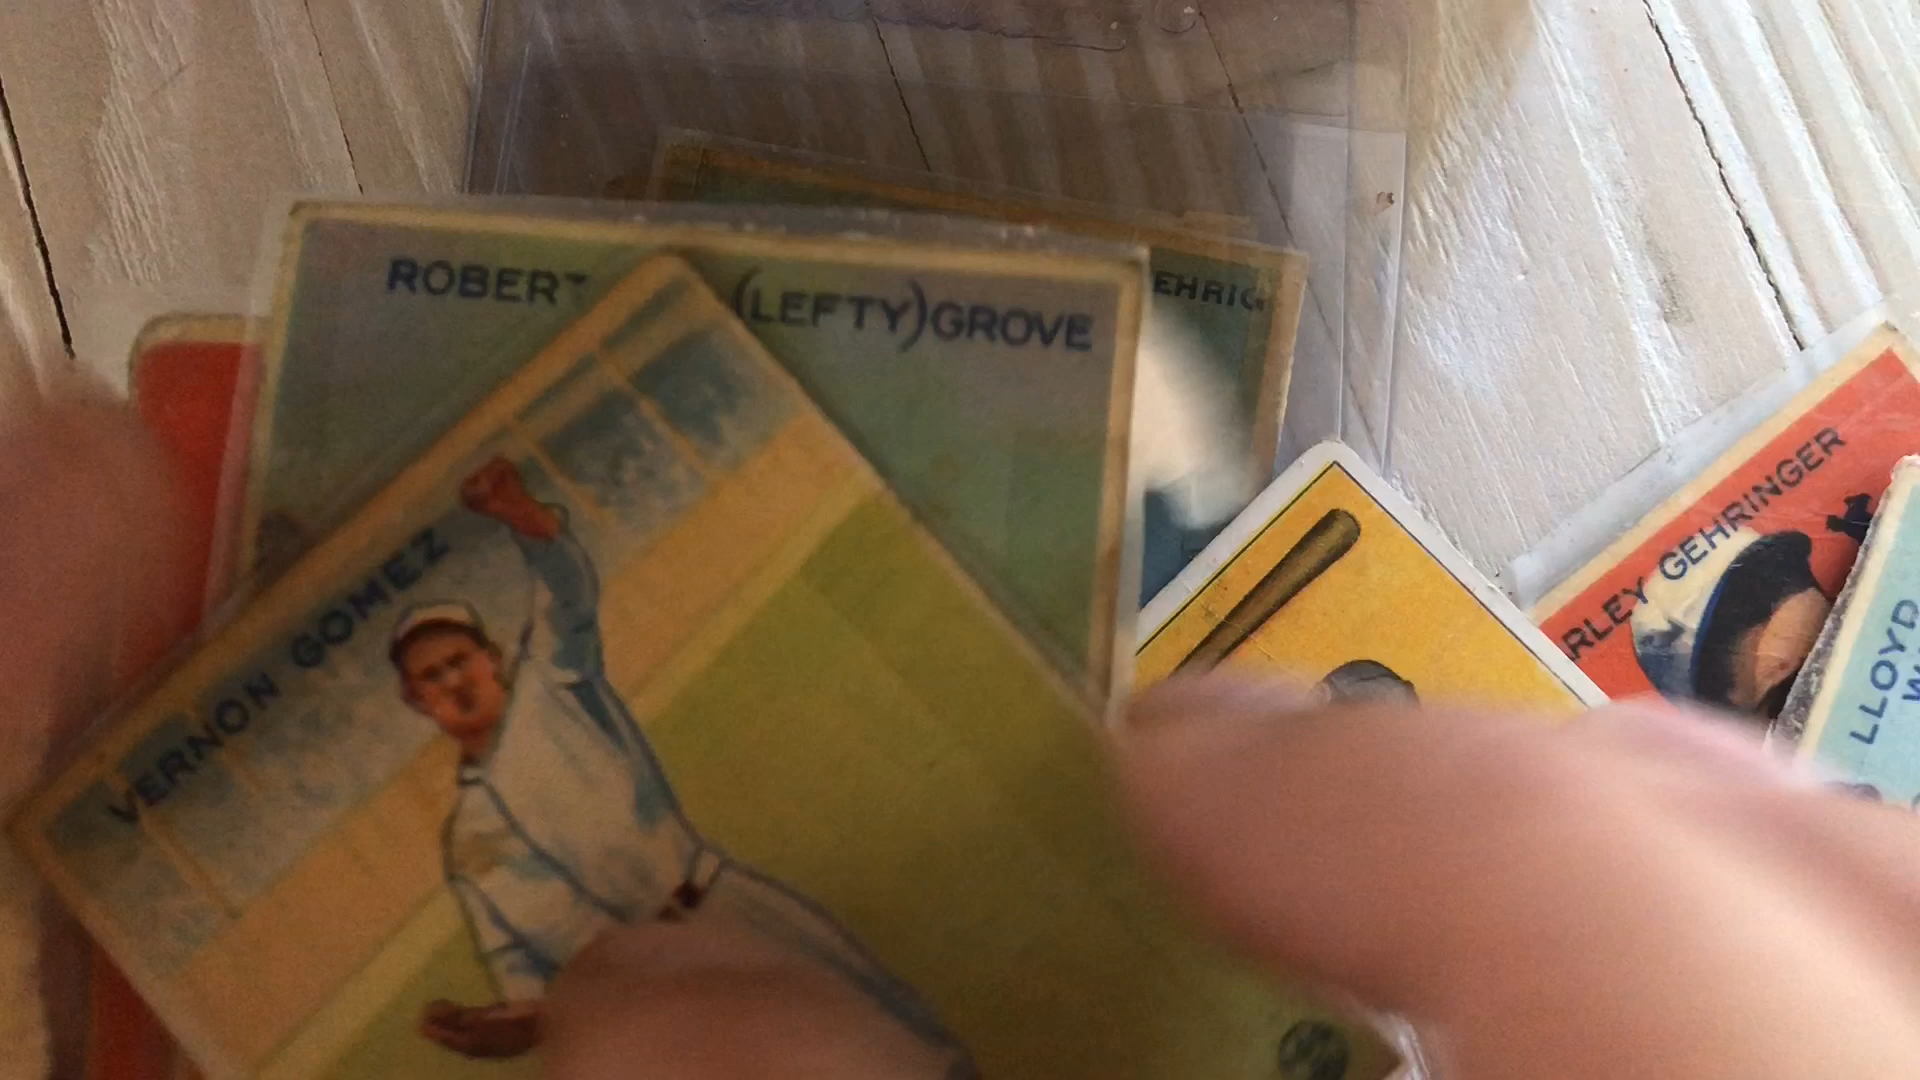 ROBERT (LEFTY) GROVE
EHRIG
VERNON GOMEZ
RLEY GEHRINGER
LLOYD
W